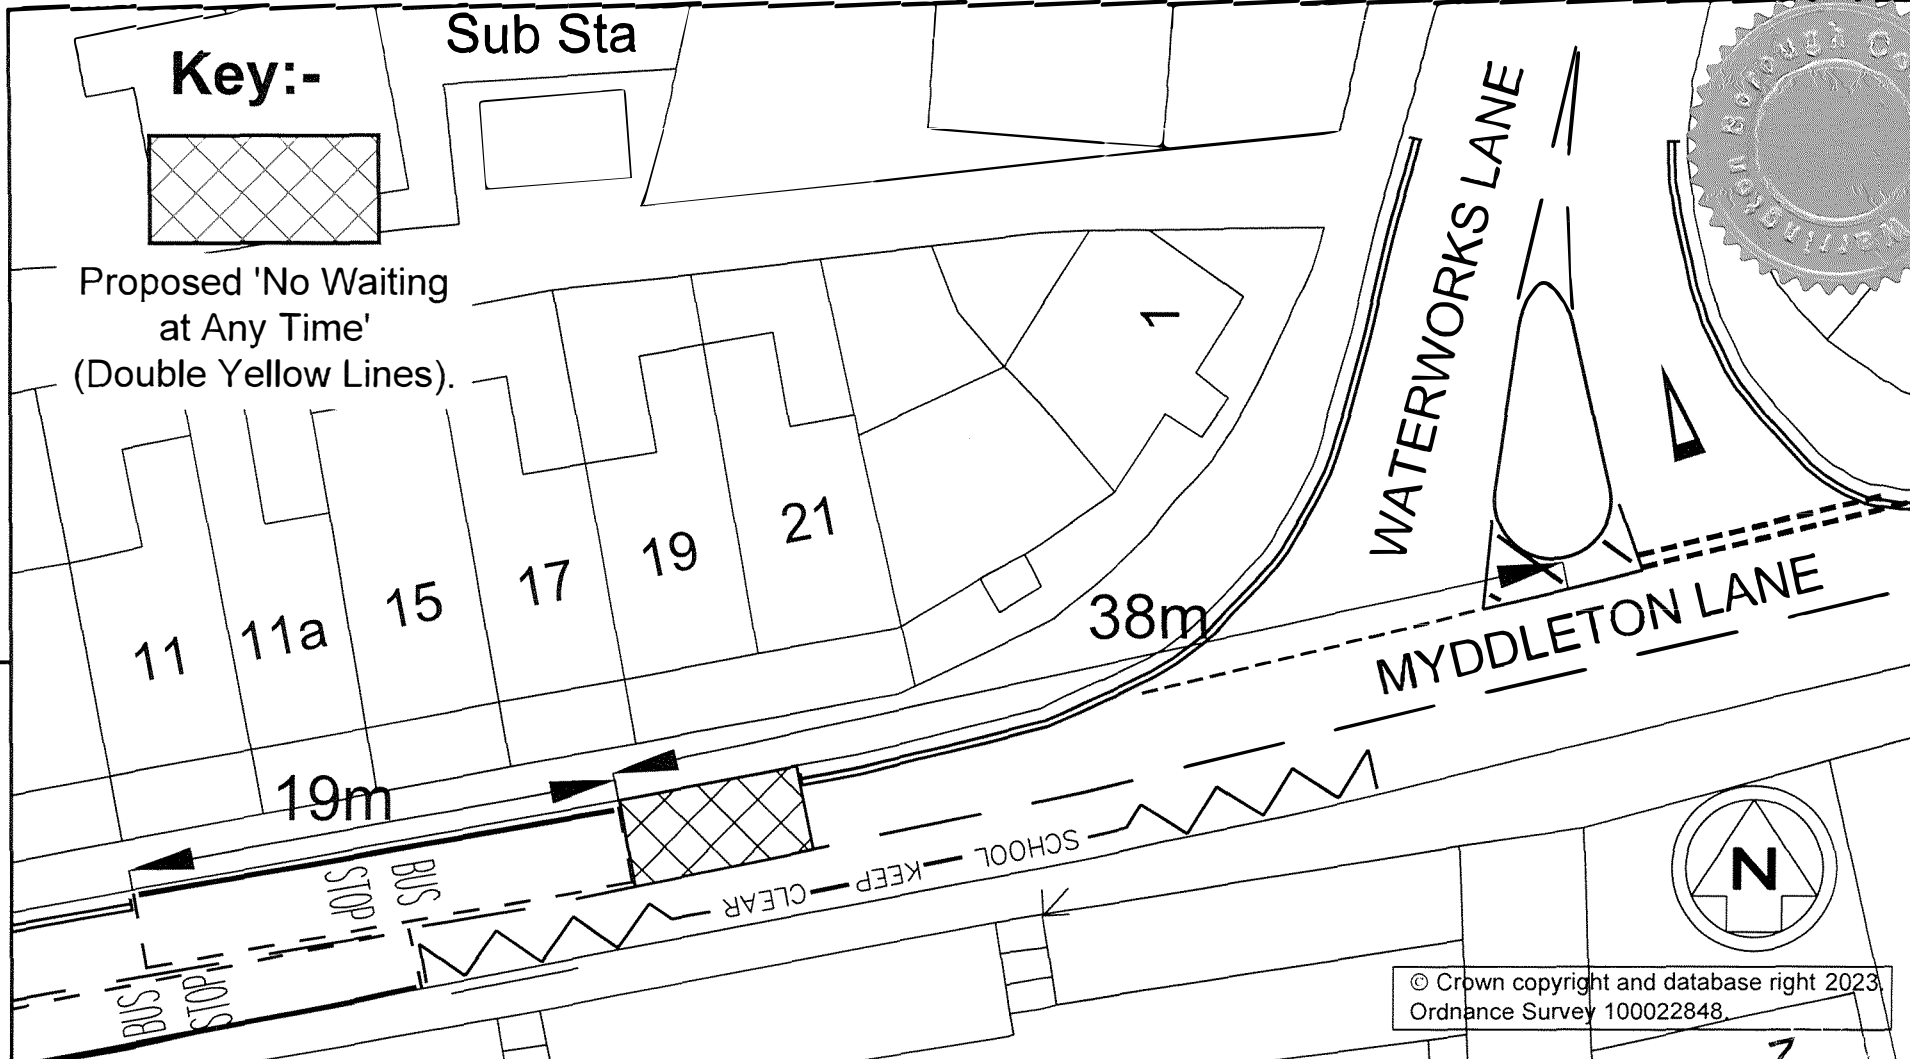 Sub Sta
Key:-
Proposed 'No Waiting
at Any Time'
(Double Yellow Lines).
WATERWORKS LANE
1
21
19
17
15
11a
11
38m
MYDDLETON LANE
19m
BUS
STOP
SCHOOL KEEP CLEAR
BUS
STOP
N
© Crown copyright and database right 2023.
Ordnance Survey 100022848.
Warrington Borough